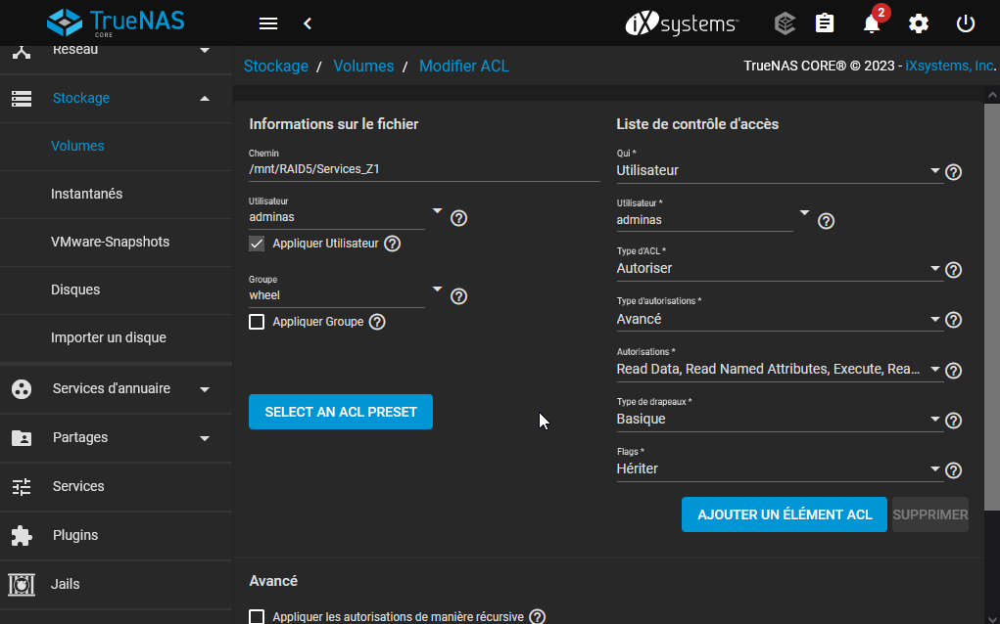 TrueNAS
CORE
iXsystems
2
Réseau
Stockage
Volumes
Instantanés
VMware-Snapshots
Disques
Importer un disque
Services d'annuaire
Partages
Services
Plugins
Jails
Stockage / Volumes / Modifier ACL
TrueNAS CORE® © 2023 - iXsystems, Inc.
Informations sur le fichier
Chemin
/mnt/RAID5/Services_Z1
Utilisateur
adminas
Appliquer Utilisateur
Groupe
wheel
Appliquer Groupe
SELECT AN ACL PRESET
Liste de contrôle d'accès
Qui *
Utilisateur
Utilisateur *
adminas
Type d'ACL *
Autoriser
Type d'autorisations *
Avancé
Autorisations *
Read Data, Read Named Attributes, Execute, Rea...
Type de drapeaux *
Basique
Flags *
Hériter
AJOUTER UN ÉLÉMENT ACL
SUPPRIMER
Avancé
Appliquer les autorisations de manière récursive